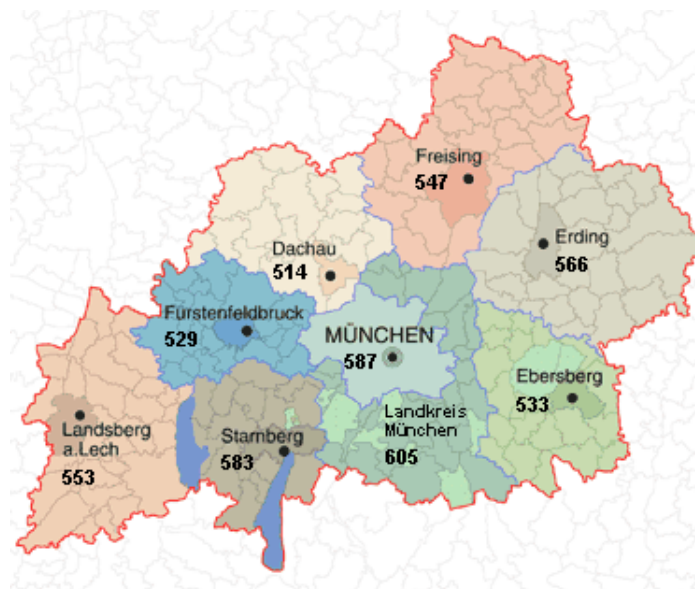 Freising
547
Erding
566
Dachau
514
Fürstenfeldbruck
529
MÜNCHEN
587
Ebersberg
533
Landkreis
München
605
Landsberg
a.Lech
553
Starnberg
583